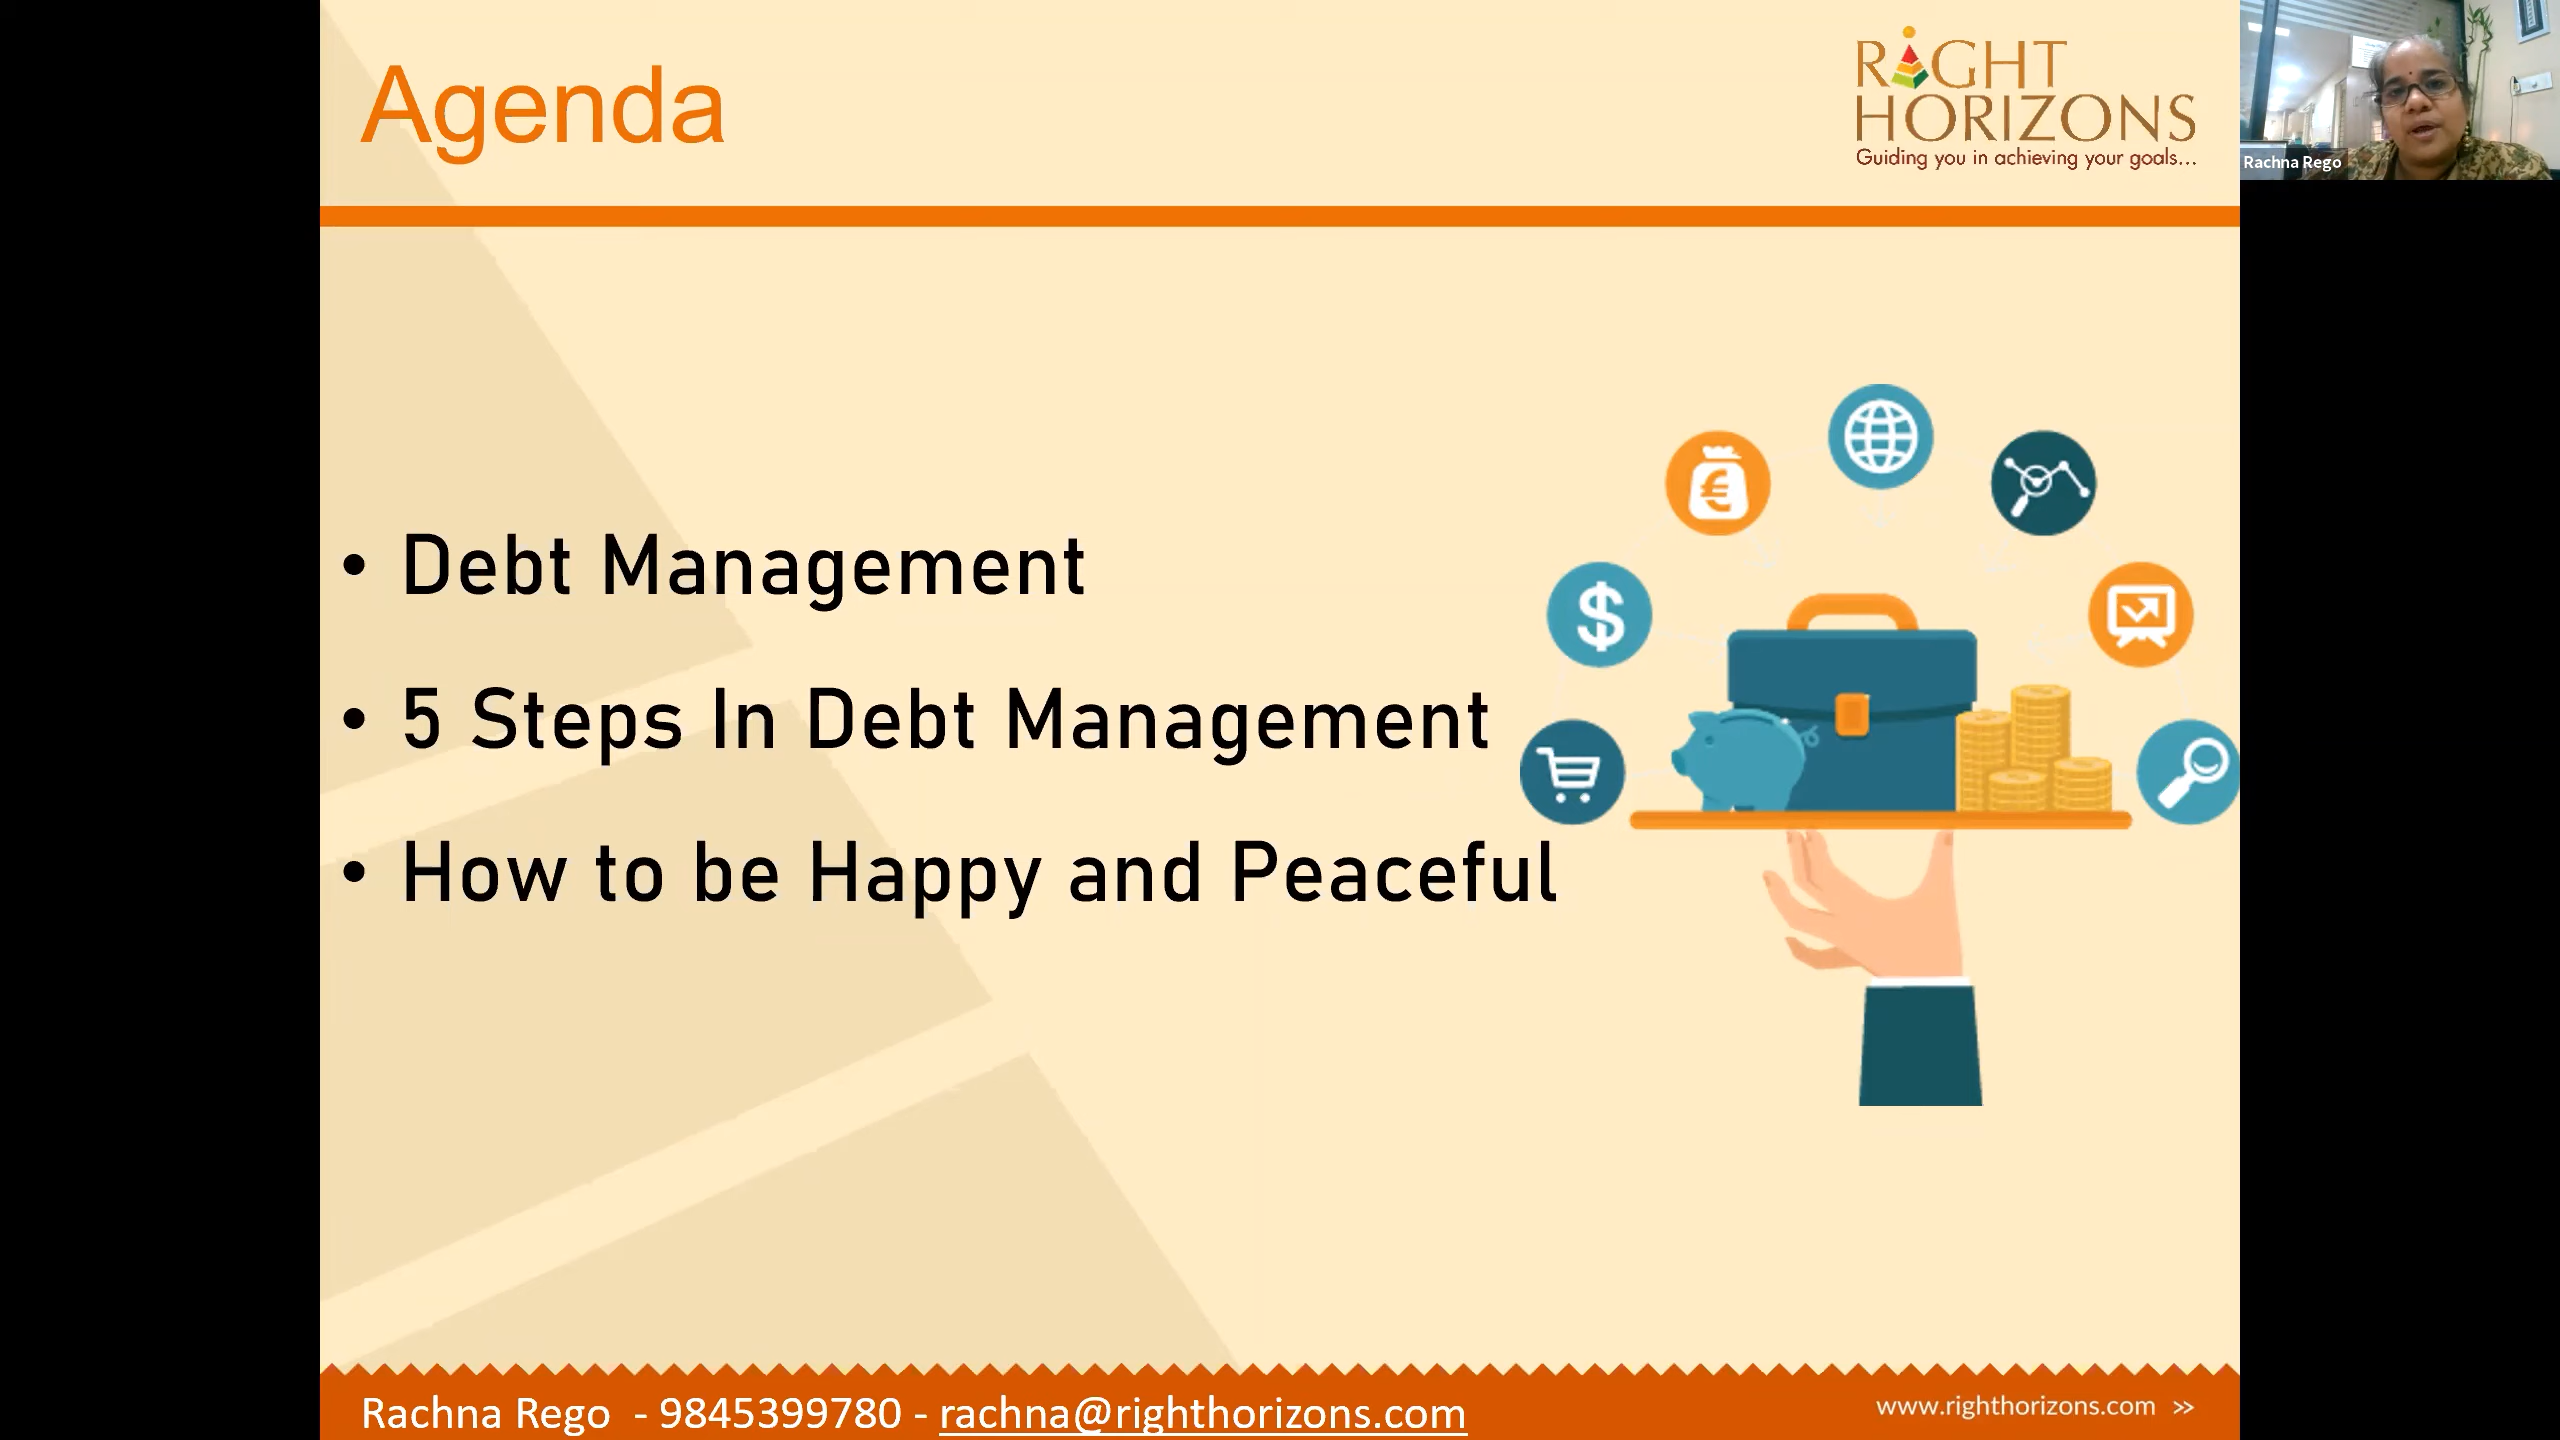 Agenda
RIGHT
HORIZONS
Guiding you in achieving your goals...
Rachna Rego
• Debt Management
• 5 Steps In Debt Management
• How to be Happy and Peaceful
€
$
Rachna Rego - 9845399780 - rachna@righthorizons.com
www.righthorizons.com >>